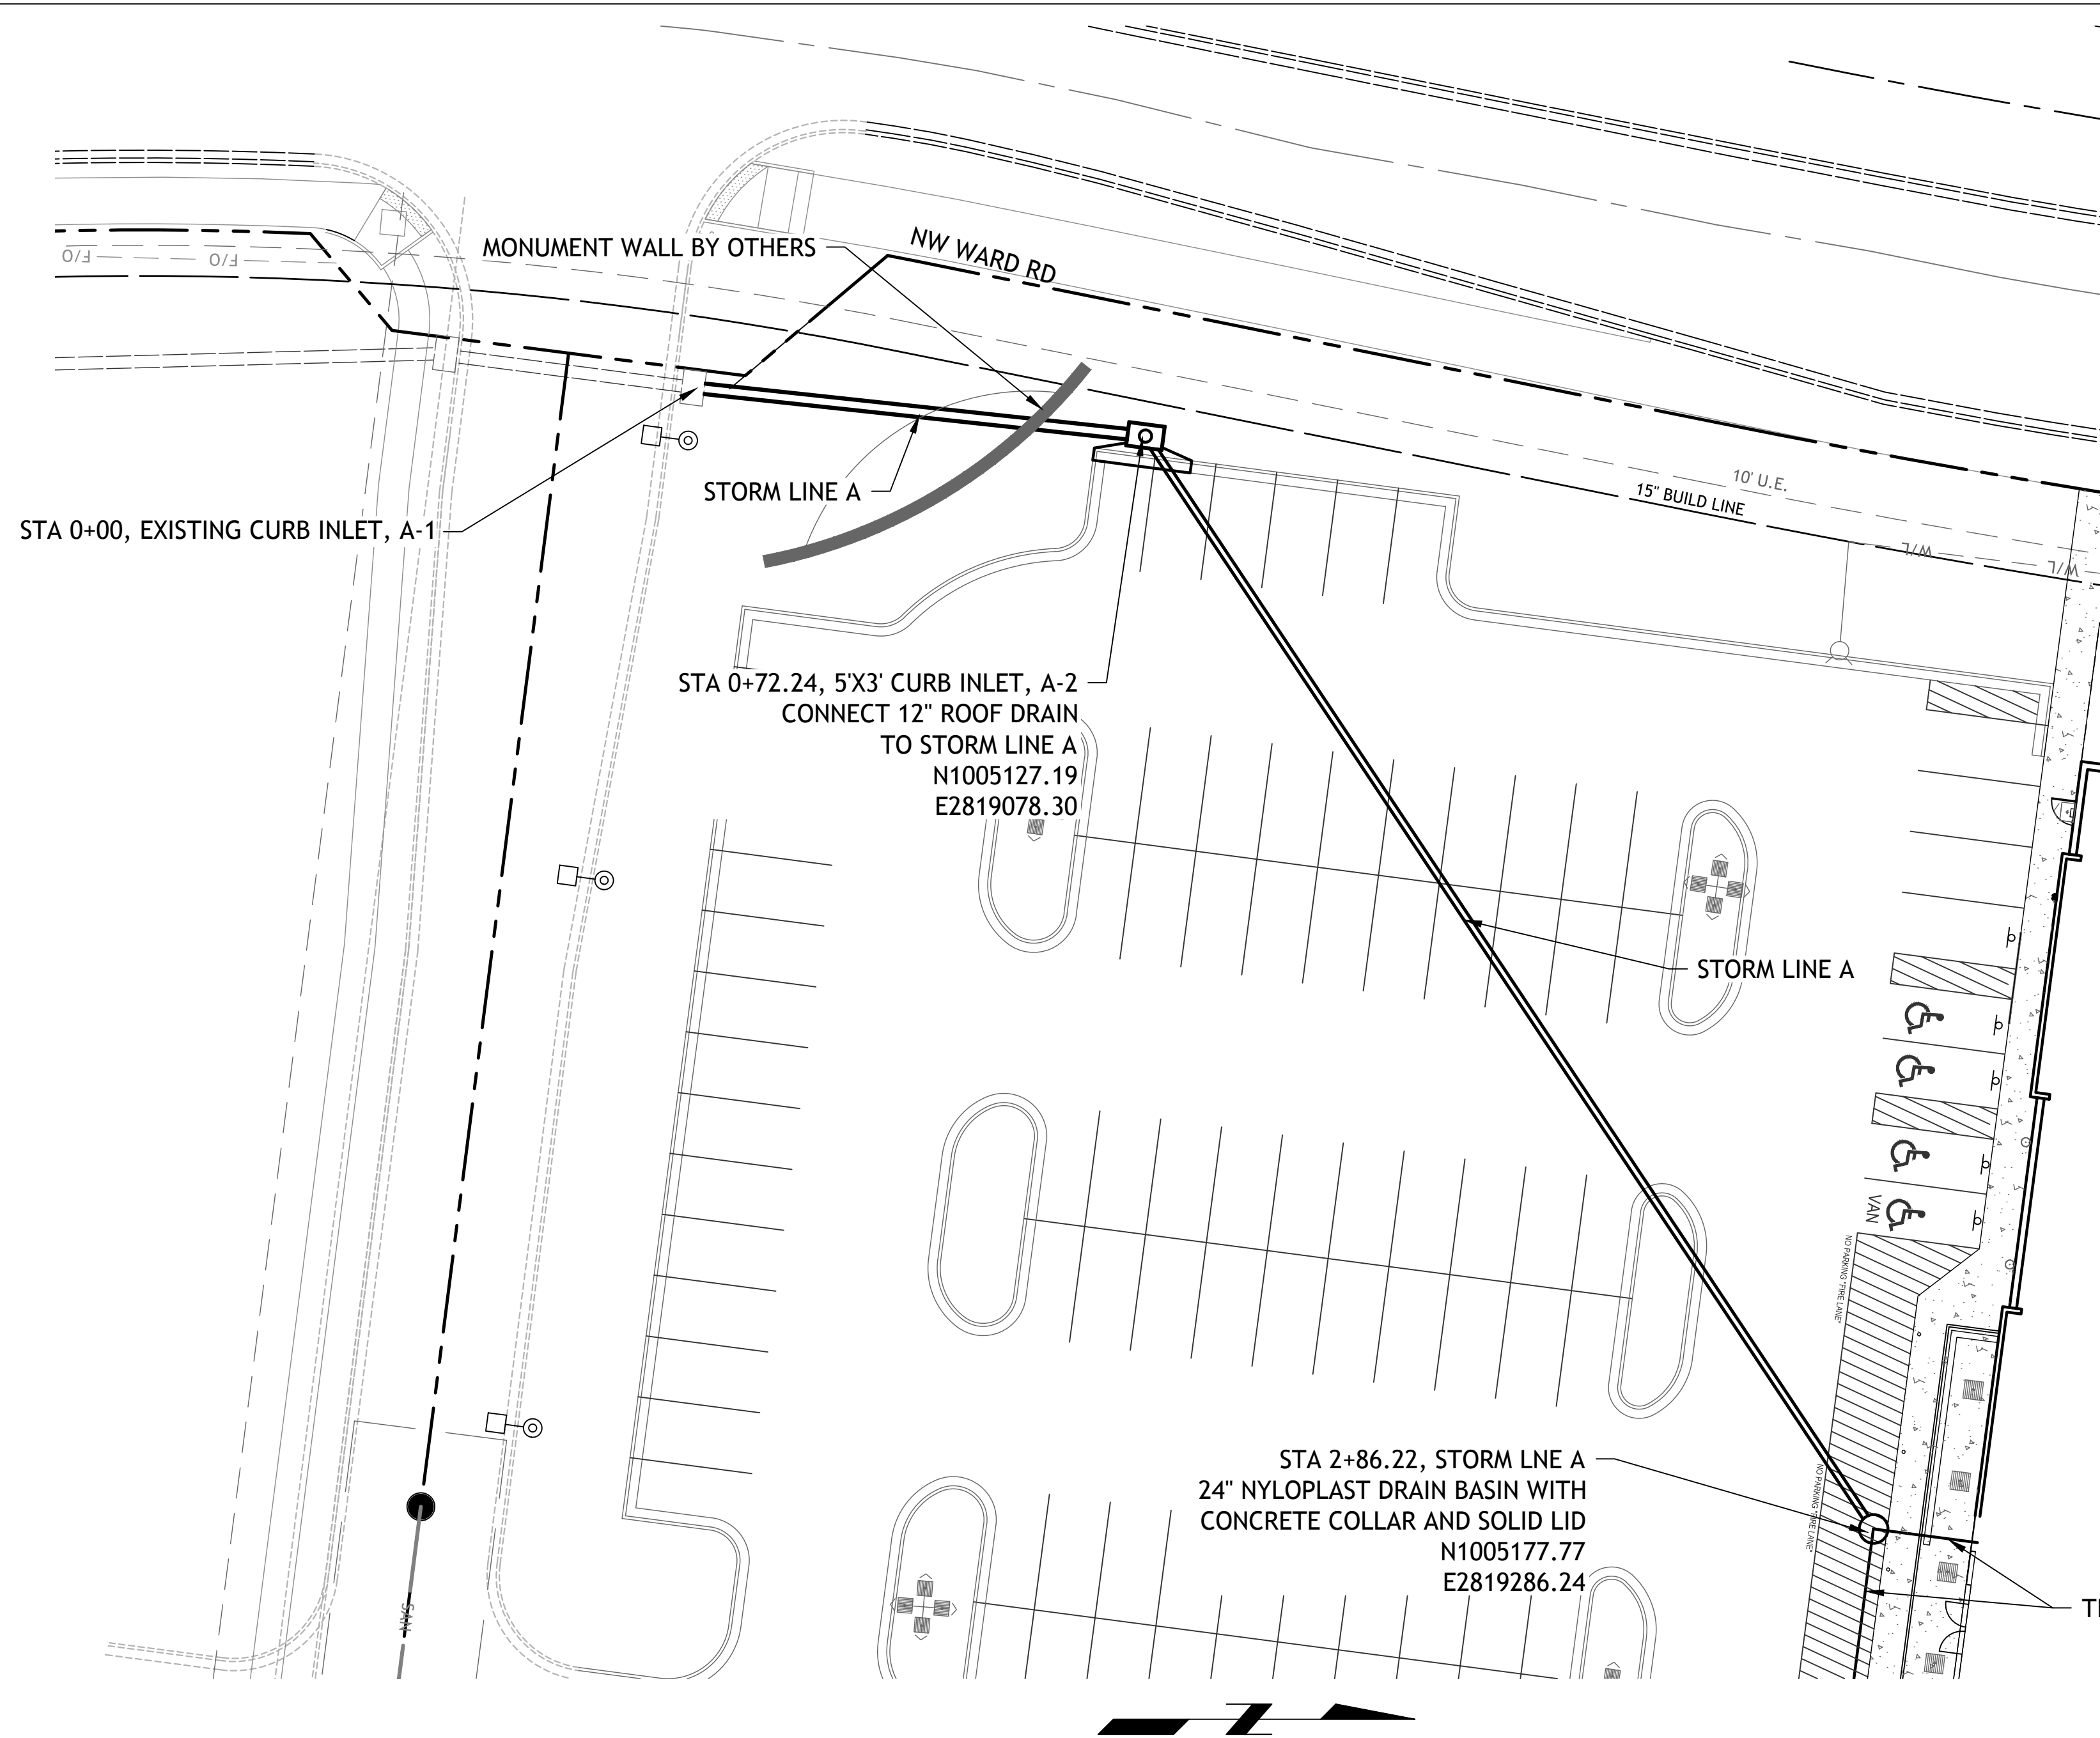 F/O
F/O
MONUMENT WALL BY OTHERS
NW WARD RD
STORM LINE A
STA 0+00, EXISTING CURB INLET, A-1
10' U.E.
15" BUILD LINE
W/L
W/L
STA 0+72.24, 5'X3' CURB INLET, A-2
CONNECT 12" ROOF DRAIN
TO STORM LINE A
N1005127.19
E2819078.30
STORM LINE A
VAN
NO PARKING "FIRE LANE"
NO PARKING "FIRE LANE"
STA 2+86.22, STORM LNE A
24" NYLOPLAST DRAIN BASIN WITH
CONCRETE COLLAR AND SOLID LID
N1005177.77
E2819286.24
SAN
N